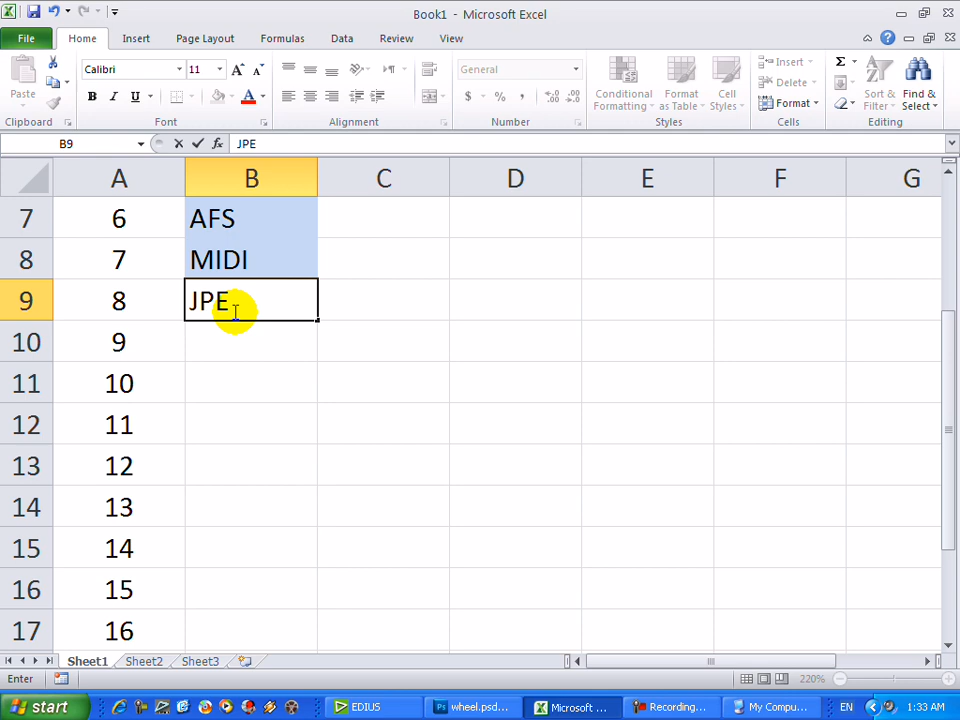 Book1 - Microsoft Excel
File Home Insert Page Layout Formulas Data Review View
Paste
Clipboard
Calibri 11
B I U
Font
Alignment
General
$ % ,
Number
Conditional Formatting
Format as Table
Cell Styles
Styles
Insert
Delete
Format
Cells
Σ
Sort & Filter
Find & Select
Editing
B9 fx JPE
A B C D E F G
7 6 AFS
8 7 MIDI
9 8 JPE
10 9
11 10
12 11
13 12
14 13
15 14
16 15
17 16
Sheet1 Sheet2 Sheet3
Enter 220%
start EDIUS wheel.psd... Microsoft ... Recording... My Compu... EN 1:33 AM